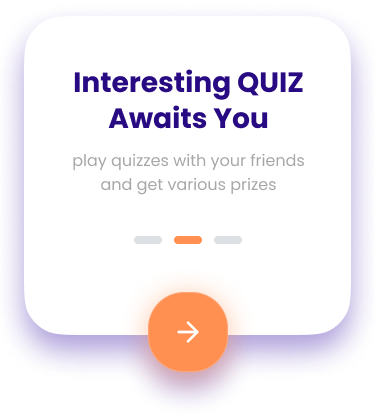 Interesting QUIZ
Awaits You
play quizzes with your friends
and get various prizes